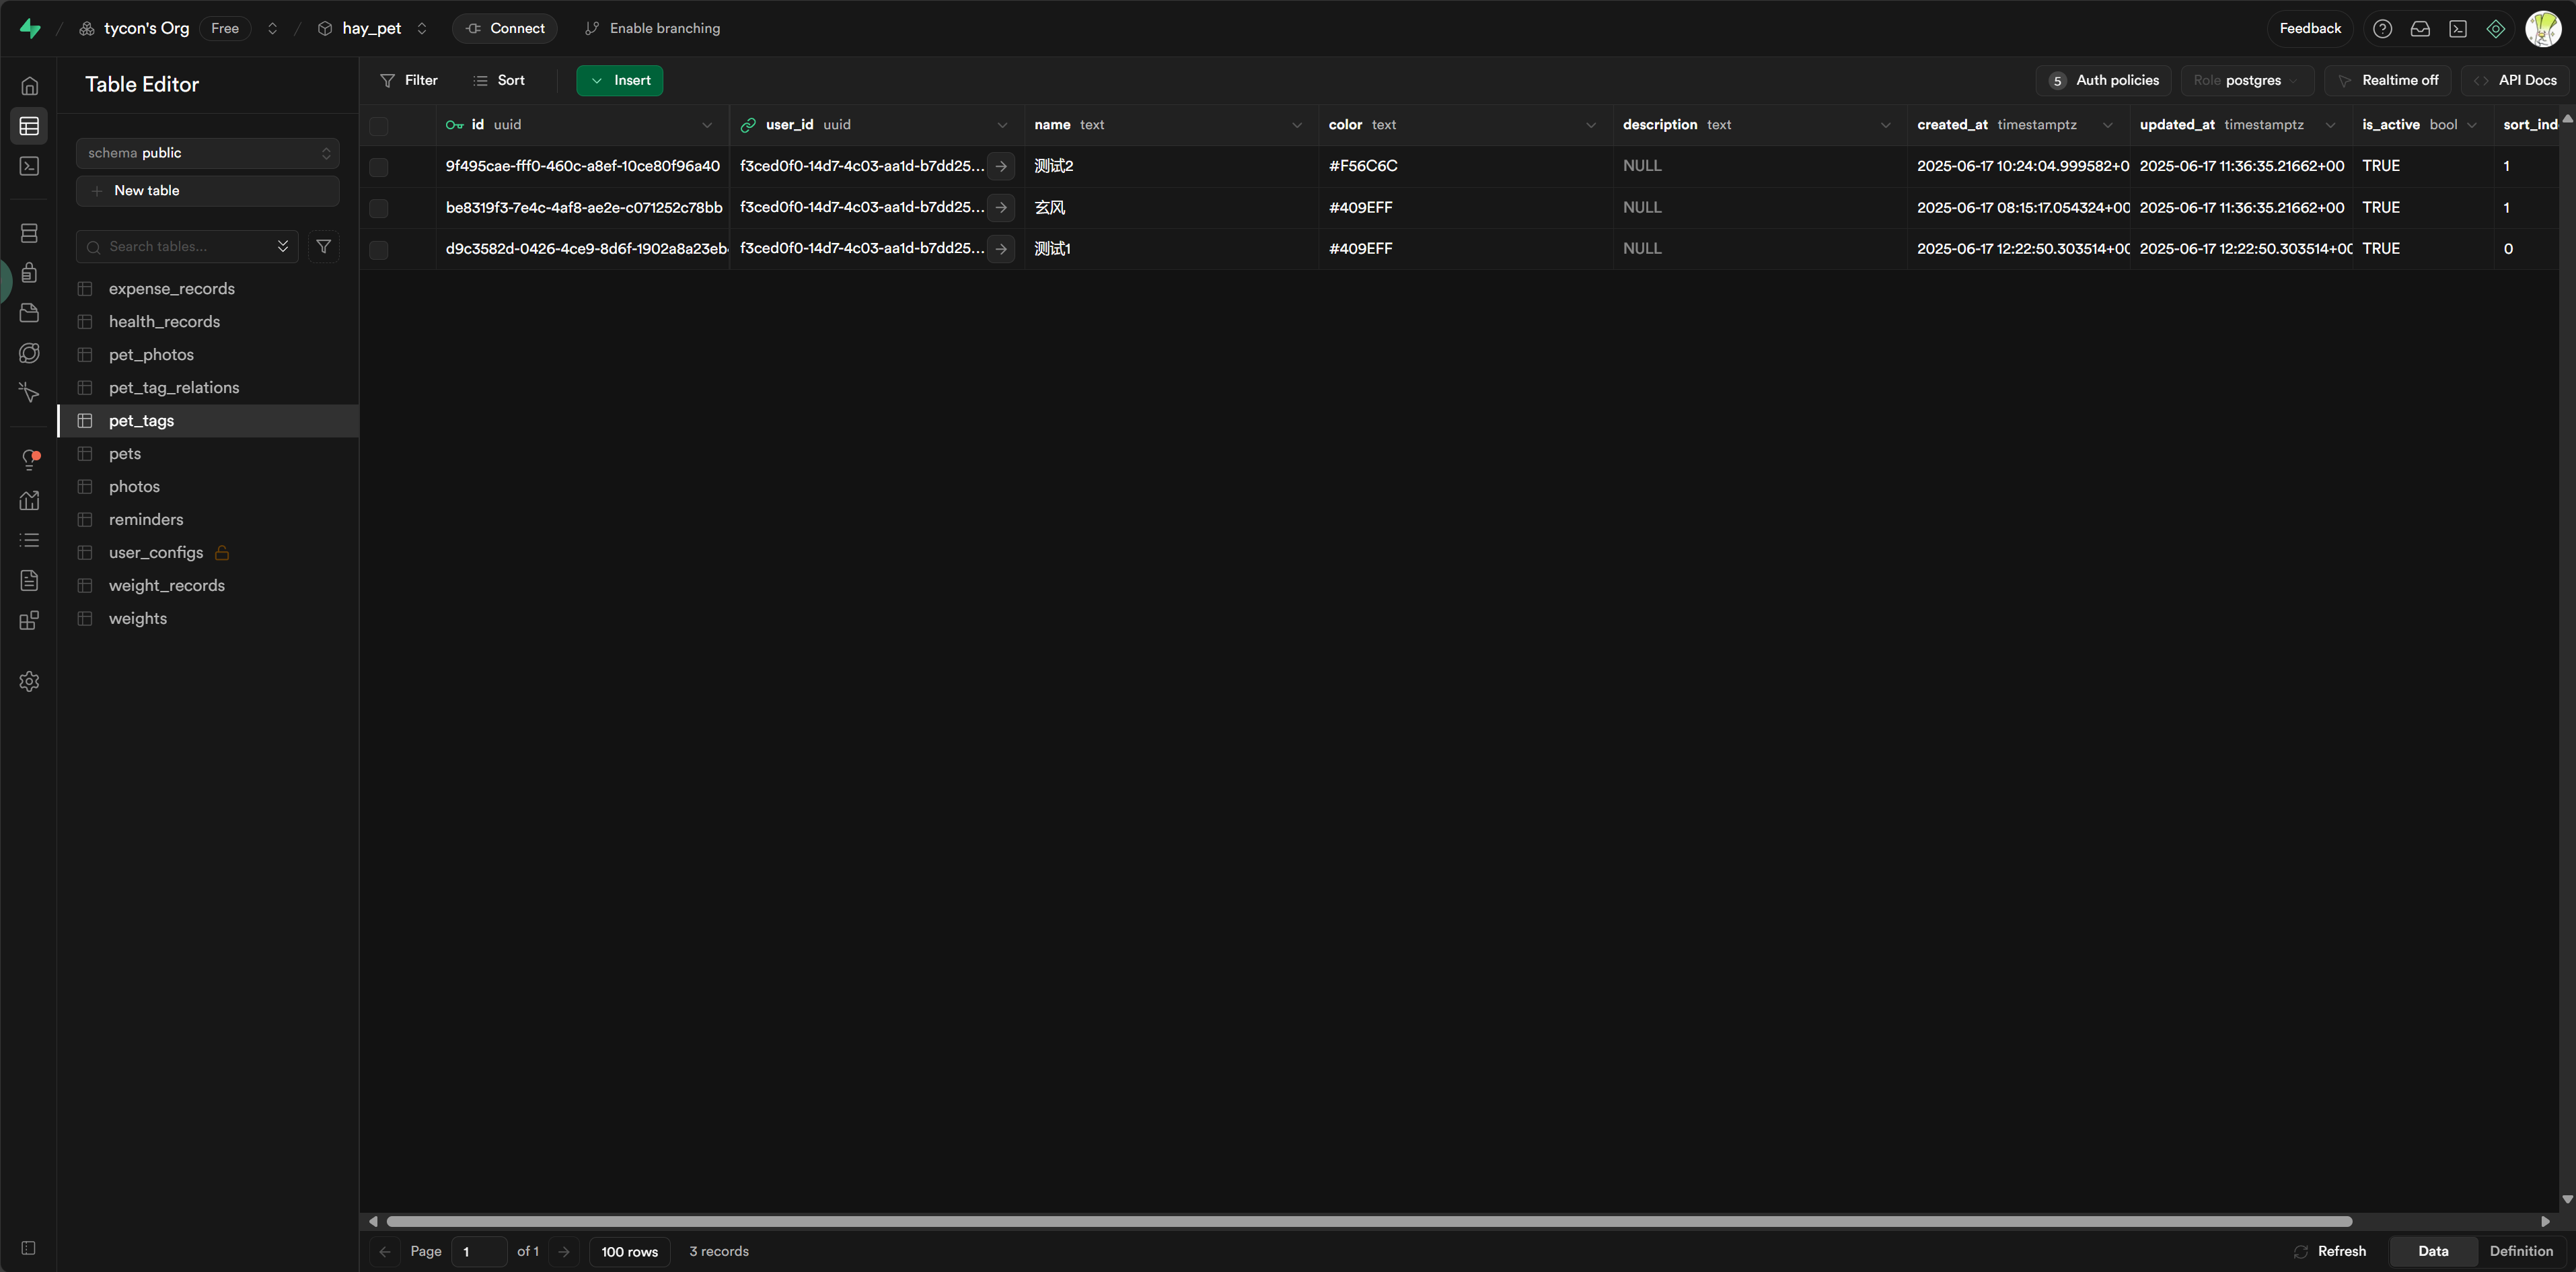 tycon's Org Free hay_pet Connect Enable branching Feedback
Table Editor
Filter Sort Insert 5 Auth policies Role postgres Realtime off API Docs
schema public
New table
Search tables...
expense_records
health_records
pet_photos
pet_tag_relations
pet_tags
pets
photos
reminders
user_configs
weight_records
weights
id uuid user_id uuid name text color text description text created_at timestamptz updated_at timestamptz is_active bool sort_ind
9f495cae-fff0-460c-a8ef-10ce80f96a40 f3ced0f0-14d7-4c03-aa1d-b7dd25... 测试2 #F56C6C NULL 2025-06-17 10:24:04.999582+0 2025-06-17 11:36:35.21662+00 TRUE 1
be8319f3-7e4c-4af8-ae2e-c071252c78bb f3ced0f0-14d7-4c03-aa1d-b7dd25... 玄风 #409EFF NULL 2025-06-17 08:15:17.054324+00 2025-06-17 11:36:35.21662+00 TRUE 1
d9c3582d-0426-4ce9-8d6f-1902a8a23eb f3ced0f0-14d7-4c03-aa1d-b7dd25... 测试1 #409EFF NULL 2025-06-17 12:22:50.303514+00 2025-06-17 12:22:50.303514+00 TRUE 0
Page 1 of 1 100 rows 3 records Refresh Data Definition